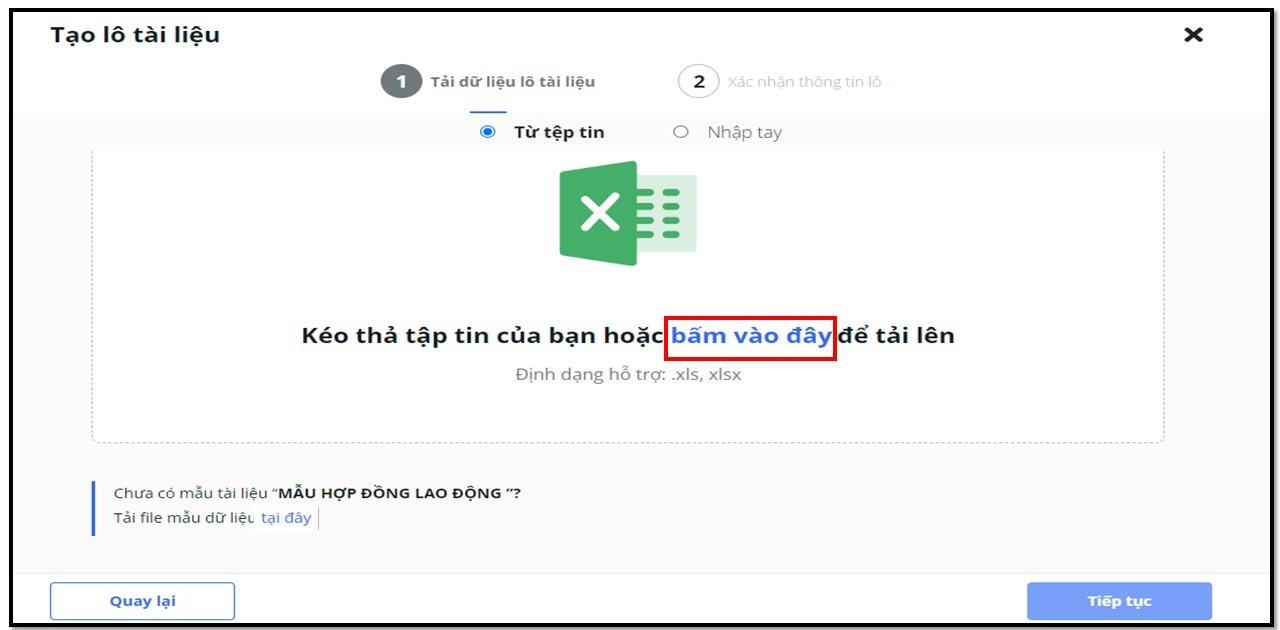 Tạo lô tài liệu
1 Tải dữ liệu lô tài liệu 2 Xác nhận thông tin lô
Từ tệp tin Nhập tay
Kéo thả tập tin của bạn hoặc bấm vào đây để tải lên
Định dạng hỗ trợ: .xls, xlsx
Chưa có mẫu tài liệu “MẪU HỢP ĐỒNG LAO ĐỘNG ”?
Tải file mẫu dữ liệu tại đây
Quay lại Tiếp tục